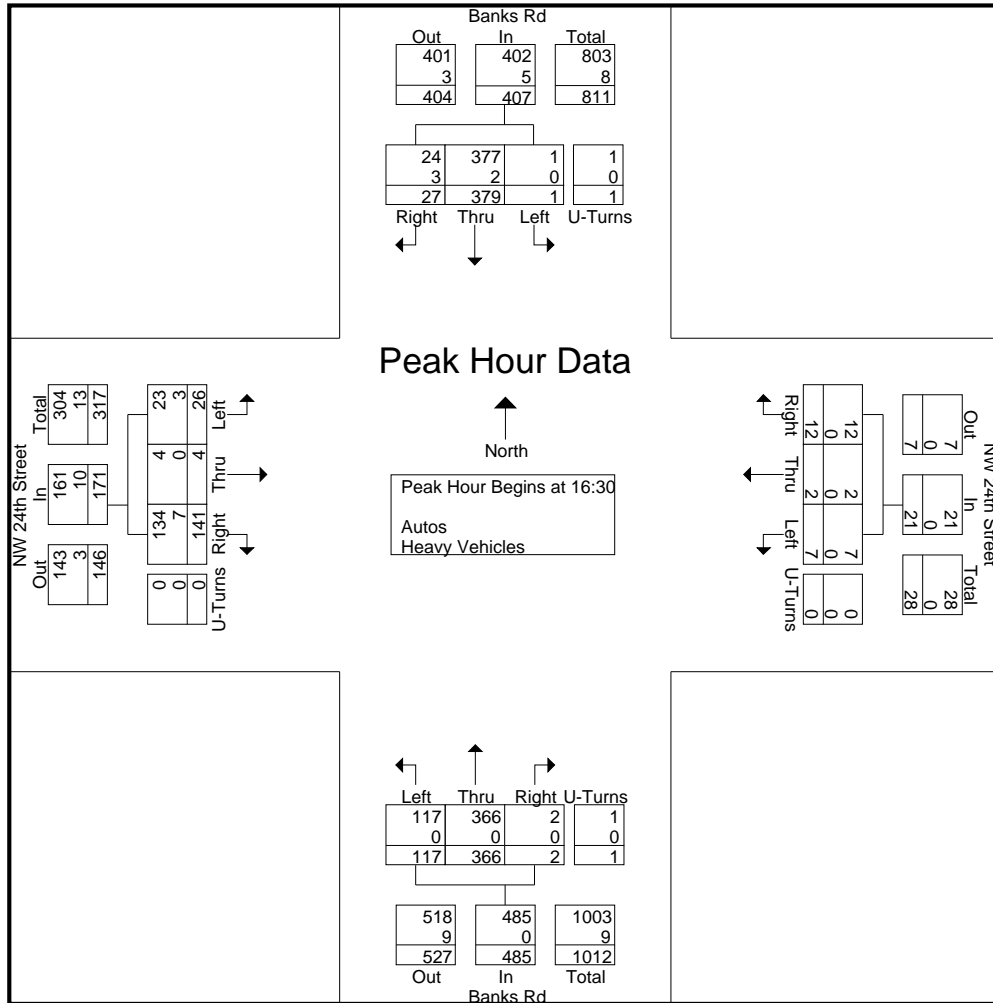 Banks Rd
Out In Total
401 402 803
3 5 8
404 407 811
24 377 1 1
3 2 0 0
27 379 1 1
Right Thru Left U-Turns
Peak Hour Data
North
Peak Hour Begins at 16:30
Autos
Heavy Vehicles
NW 24th Street
Total In Out
304 161 143
13 10 3
317 171 146
23 4 134 0
3 0 7 0
26 4 141 0
Left Thru Right U-Turns
Right Thru Left U-Turns
12 2 7 0
0 0 0 0
12 2 7 0
7 21 28
0 0 0
7 21 28
Out In Total
NW 24th Street
Left Thru Right U-Turns
117 366 2 1
0 0 0 0
117 366 2 1
518 485 1003
9 0 9
527 485 1012
Out In Total
Banks Rd